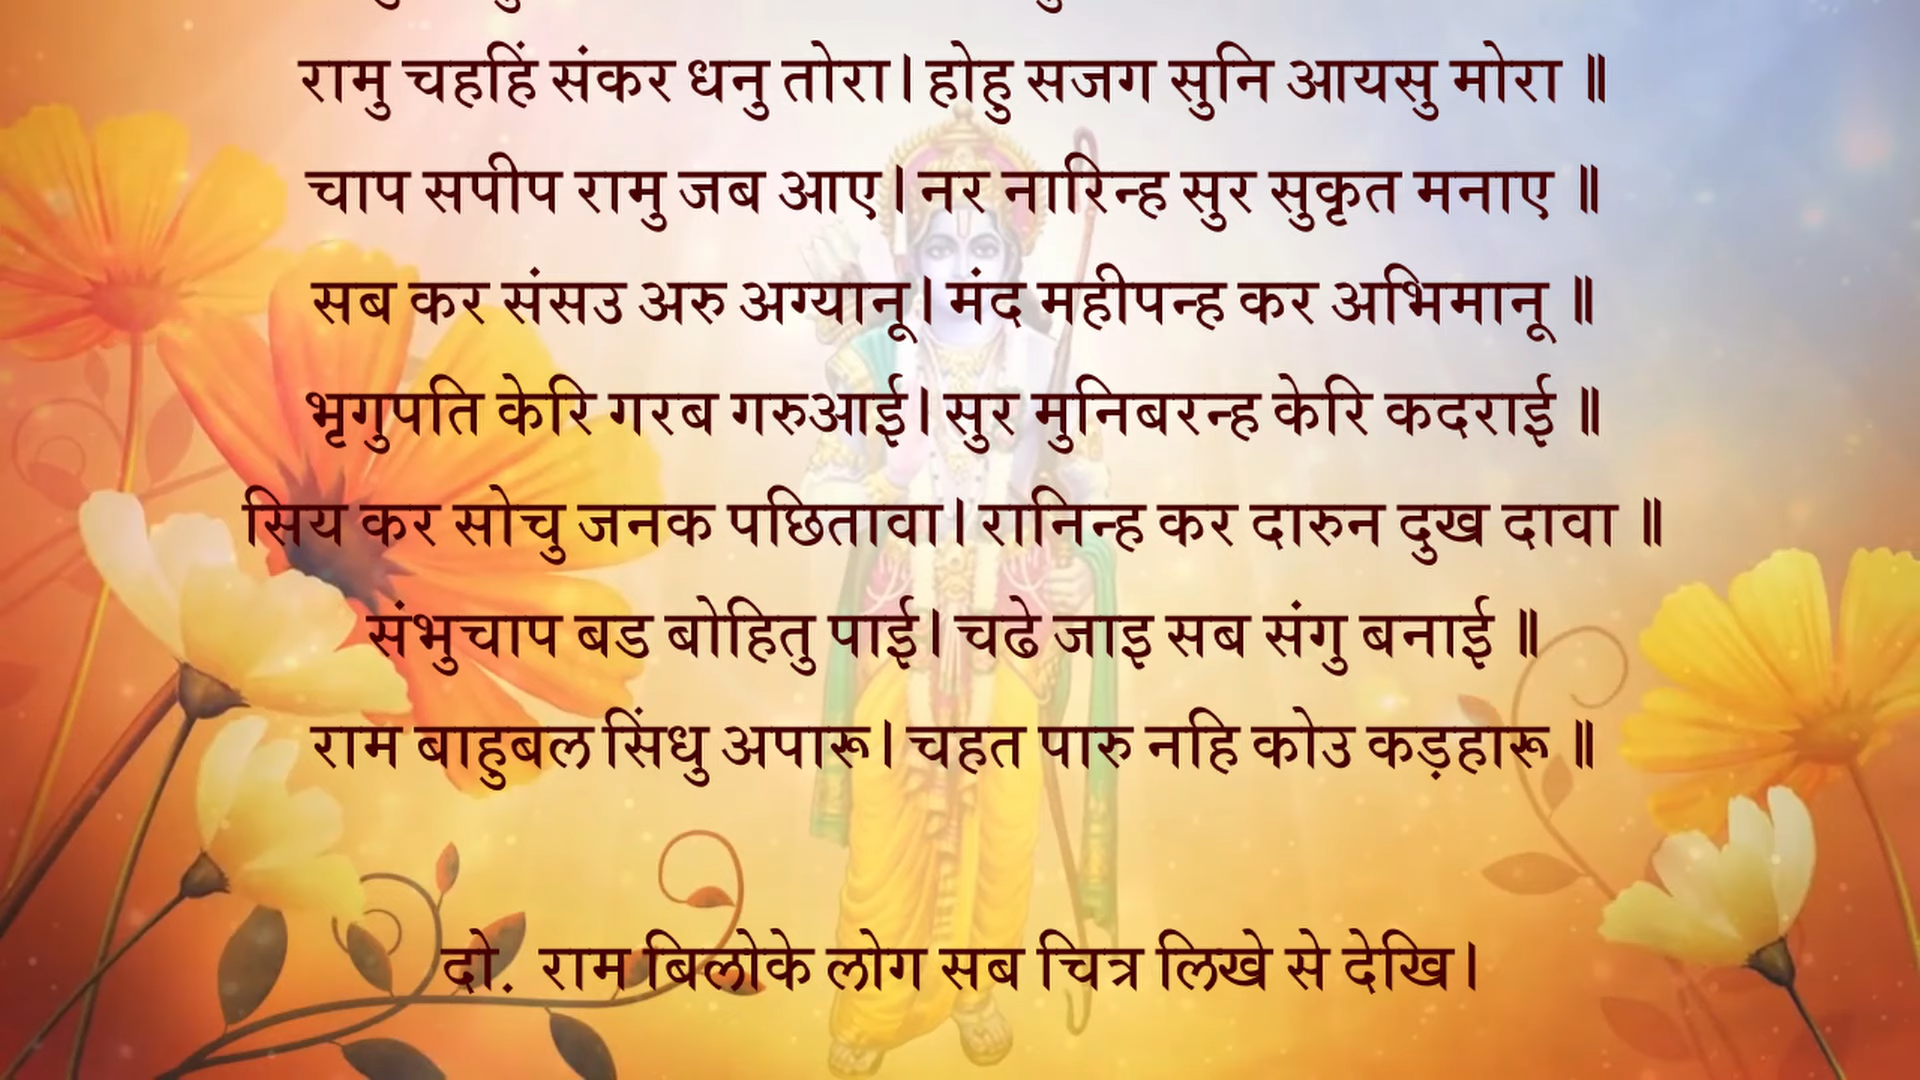 रामु चहहिं संकर धनु तोरा। होहु सजग सुनि आयसु मोरा ॥
चाप सपीप रामु जब आए। नर नारिन्ह सुर सुकृत मनाए ॥
सब कर संसउ अरु अग्यानू। मंद महीपन्ह कर अभिमानू ॥
भृगुपति केरि गरब गरुआई। सुर मुनिबरन्ह केरि कदराई ॥
सिय कर सोचु जनक पछितावा। रानिन्ह कर दारुन दुख दावा ॥
संभुचाप बड बोहितु पाई। चढे जाइ सब संगु बनाई ॥
राम बाहुबल सिंधु अपारू। चहत पारु नहि कोउ कड़हारू ॥
दो. राम बिलोके लोग सब चित्र लिखे से देखि।